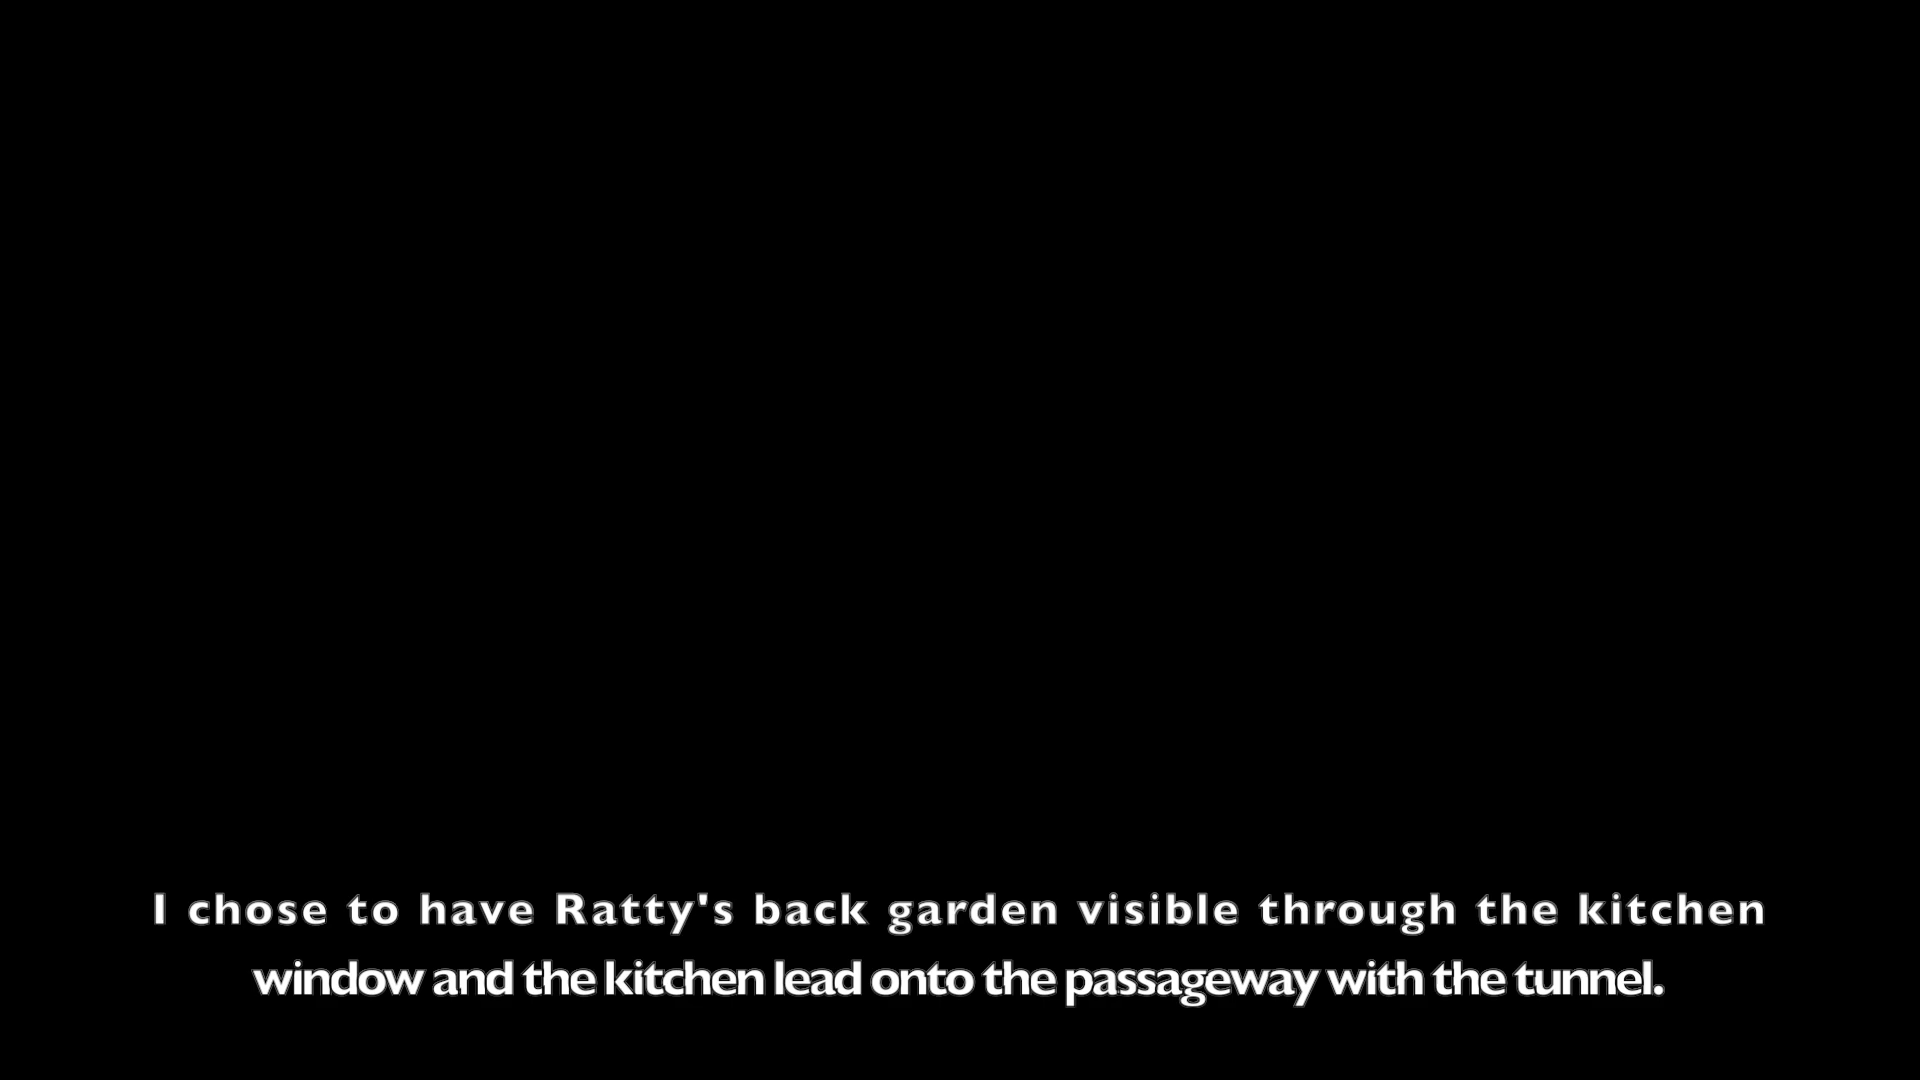 I chose to have Ratty's back garden visible through the kitchen
window and the kitchen lead onto the passageway with the tunnel.